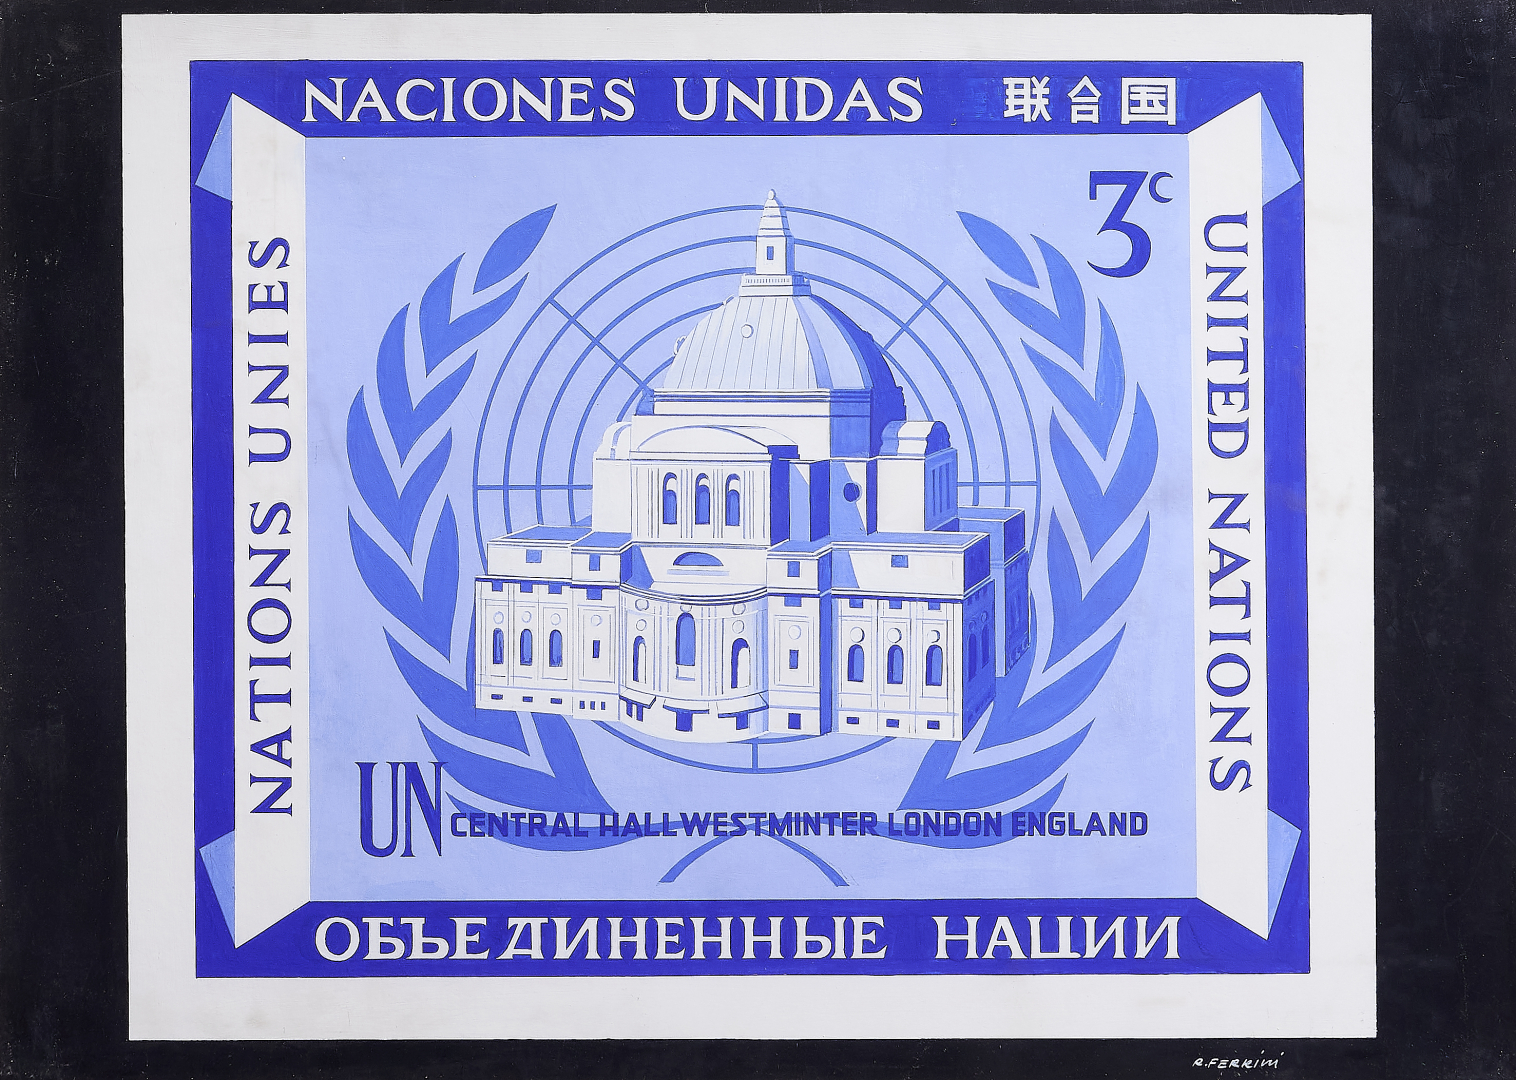 NACIONES UNIDAS 联合国
3c
NATIONS UNIES
UNITED NATIONS
UN CENTRAL HALL WESTMINTER LONDON ENGLAND
ОБЪЕДИНЕННЫЕ НАЦИИ
R.FERRINI